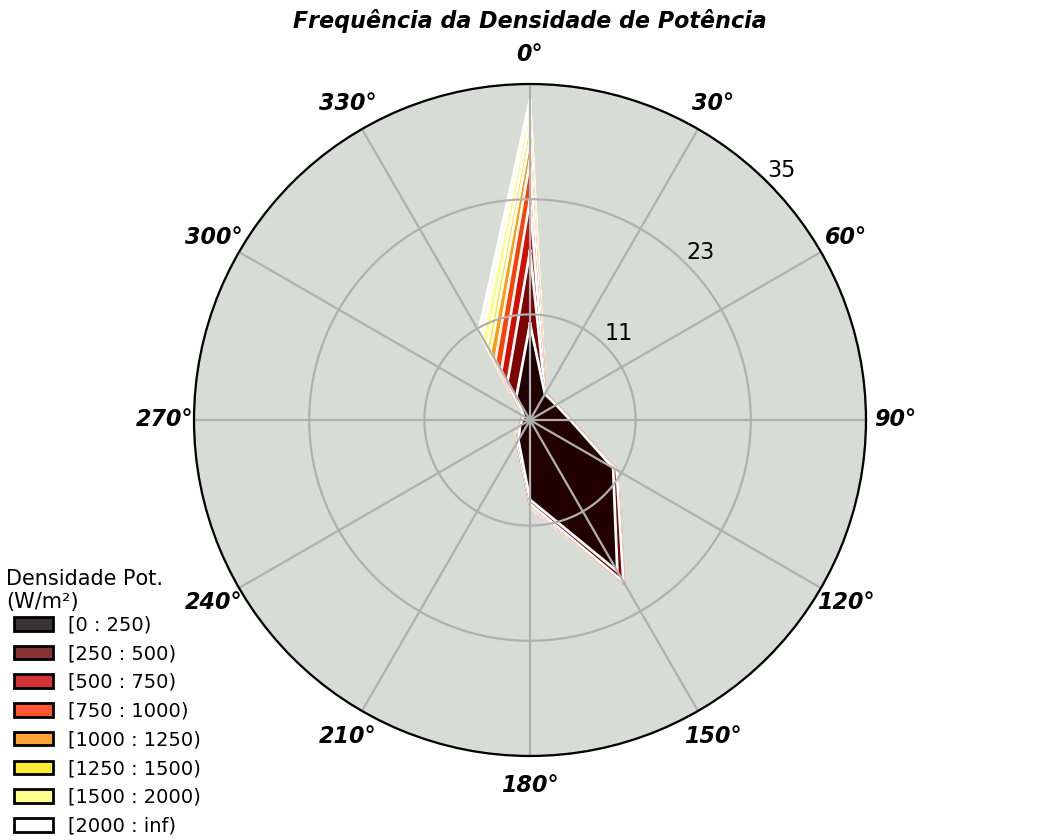 Frequência da Densidade de Potência
0°
330°
30°
35
300°
60°
23
11
270°
90°
240°
120°
210°
150°
180°
Densidade Pot.
(W/m²)
[0 : 250)
[250 : 500)
[500 : 750)
[750 : 1000)
[1000 : 1250)
[1250 : 1500)
[1500 : 2000)
[2000 : inf)